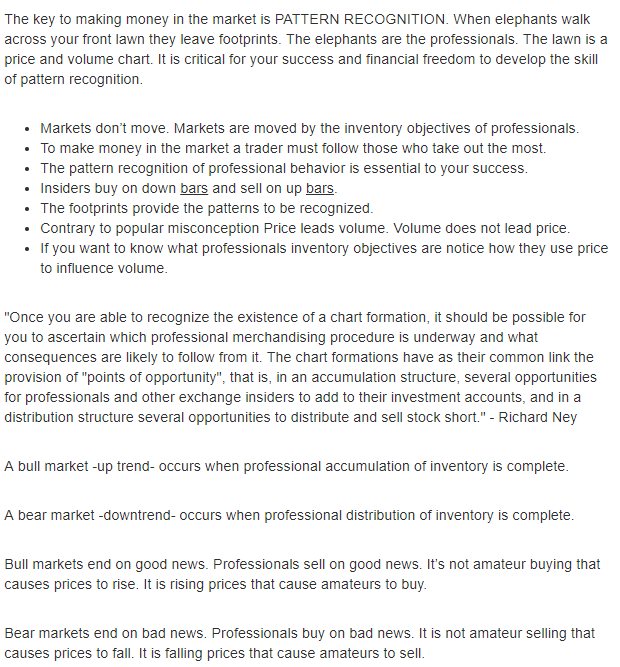 The key to making money in the market is PATTERN RECOGNITION. When elephants walk
across your front lawn they leave footprints. The elephants are the professionals. The lawn is a
price and volume chart. It is critical for your success and financial freedom to develop the skill
of pattern recognition.
• Markets don’t move. Markets are moved by the inventory objectives of professionals.
• To make money in the market a trader must follow those who take out the most.
• The pattern recognition of professional behavior is essential to your success.
• Insiders buy on down bars and sell on up bars.
• The footprints provide the patterns to be recognized.
• Contrary to popular misconception Price leads volume. Volume does not lead price.
• If you want to know what professionals inventory objectives are notice how they use price
to influence volume.
"Once you are able to recognize the existence of a chart formation, it should be possible for
you to ascertain which professional merchandising procedure is underway and what
consequences are likely to follow from it. The chart formations have as their common link the
provision of "points of opportunity", that is, in an accumulation structure, several opportunities
for professionals and other exchange insiders to add to their investment accounts, and in a
distribution structure several opportunities to distribute and sell stock short." - Richard Ney
A bull market -up trend- occurs when professional accumulation of inventory is complete.
A bear market -downtrend- occurs when professional distribution of inventory is complete.
Bull markets end on good news. Professionals sell on good news. It’s not amateur buying that
causes prices to rise. It is rising prices that cause amateurs to buy.
Bear markets end on bad news. Professionals buy on bad news. It is not amateur selling that
causes prices to fall. It is falling prices that cause amateurs to sell.